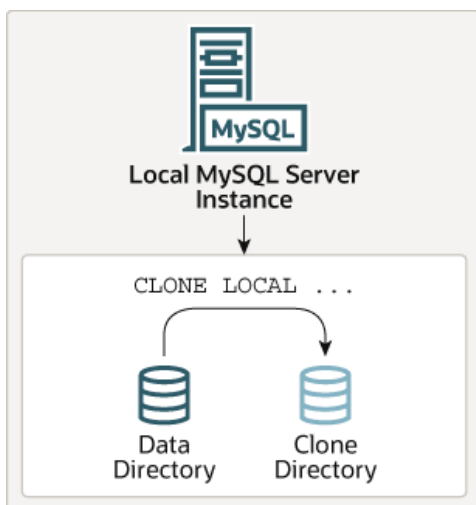 MySQL
Local MySQL Server
Instance
CLONE LOCAL ...
Data
Directory
Clone
Directory